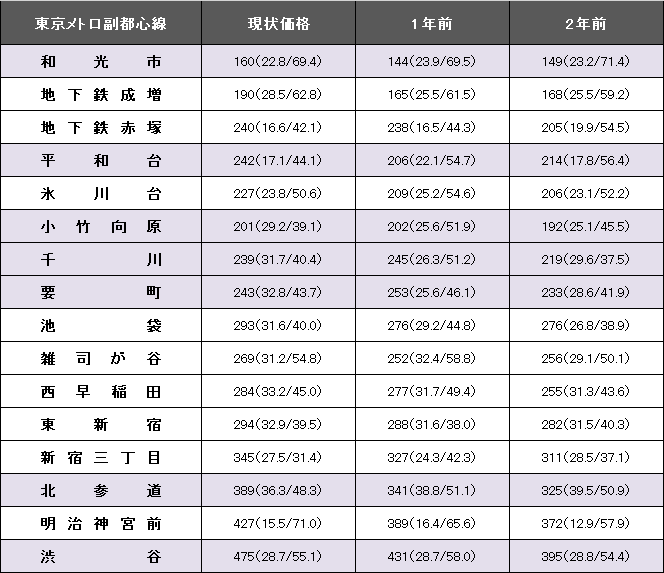 東京メトロ副都心線 現状価格 1年前 2年前
和光市 160(22.8/69.4) 144(23.9/69.5) 149(23.2/71.4)
地下鉄成増 190(28.5/62.8) 165(25.5/61.5) 168(25.5/59.2)
地下鉄赤塚 240(16.6/42.1) 238(16.5/44.3) 205(19.9/54.5)
平和台 242(17.1/44.1) 206(22.1/54.7) 214(17.8/56.4)
氷川台 227(23.8/50.6) 209(25.2/54.6) 206(23.1/52.2)
小竹向原 201(29.2/39.1) 202(25.6/51.9) 192(25.1/45.5)
千川 239(31.7/40.4) 245(26.3/51.2) 219(29.6/37.5)
要町 243(32.8/43.7) 253(25.6/46.1) 233(28.6/41.9)
池袋 293(31.6/40.0) 276(29.2/44.8) 276(26.8/38.9)
雑司が谷 269(31.2/54.8) 252(32.4/58.8) 256(29.1/50.1)
西早稲田 284(33.2/45.0) 277(31.7/49.4) 255(31.3/43.6)
東新宿 294(32.9/39.5) 288(31.6/38.0) 282(31.5/40.3)
新宿三丁目 345(27.5/31.4) 327(24.3/42.3) 311(28.5/37.1)
北参道 389(36.3/48.3) 341(38.8/51.1) 325(39.5/50.9)
明治神宮前 427(15.5/71.0) 389(16.4/65.6) 372(12.9/57.9)
渋谷 475(28.7/55.1) 431(28.7/58.0) 395(28.8/54.4)